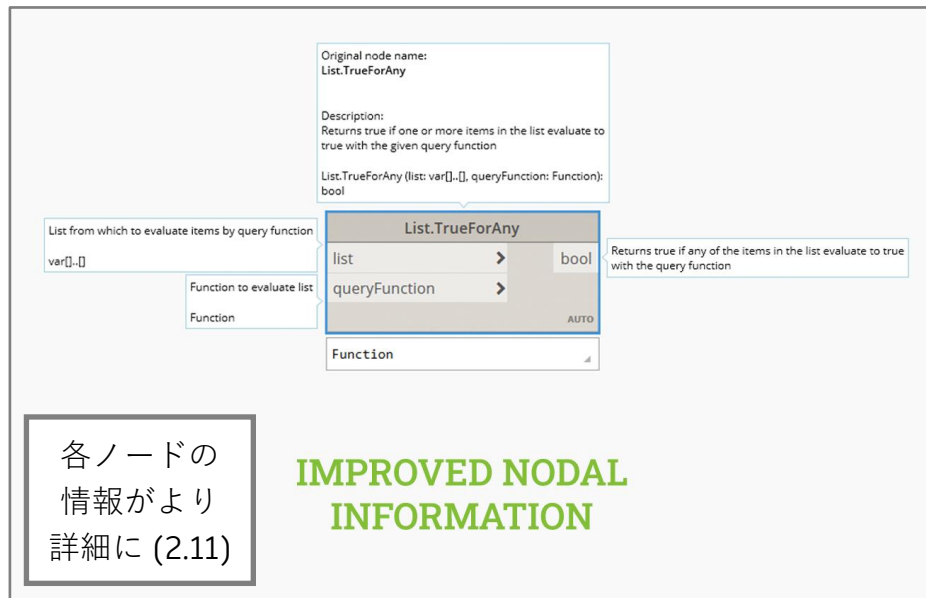 Original node name:
List.TrueForAny
Description:
Returns true if one or more items in the list evaluate to
true with the given query function
List.TrueForAny (list: var[]..[], queryFunction: Function):
bool
List from which to evaluate items by query function
var[]..[]
Function to evaluate list
Function
List.TrueForAny
list
bool
queryFunction
AUTO
Function
Returns true if any of the items in the list evaluate to true
with the query function
各ノードの
情報がより
詳細に (2.11)
IMPROVED NODAL
INFORMATION